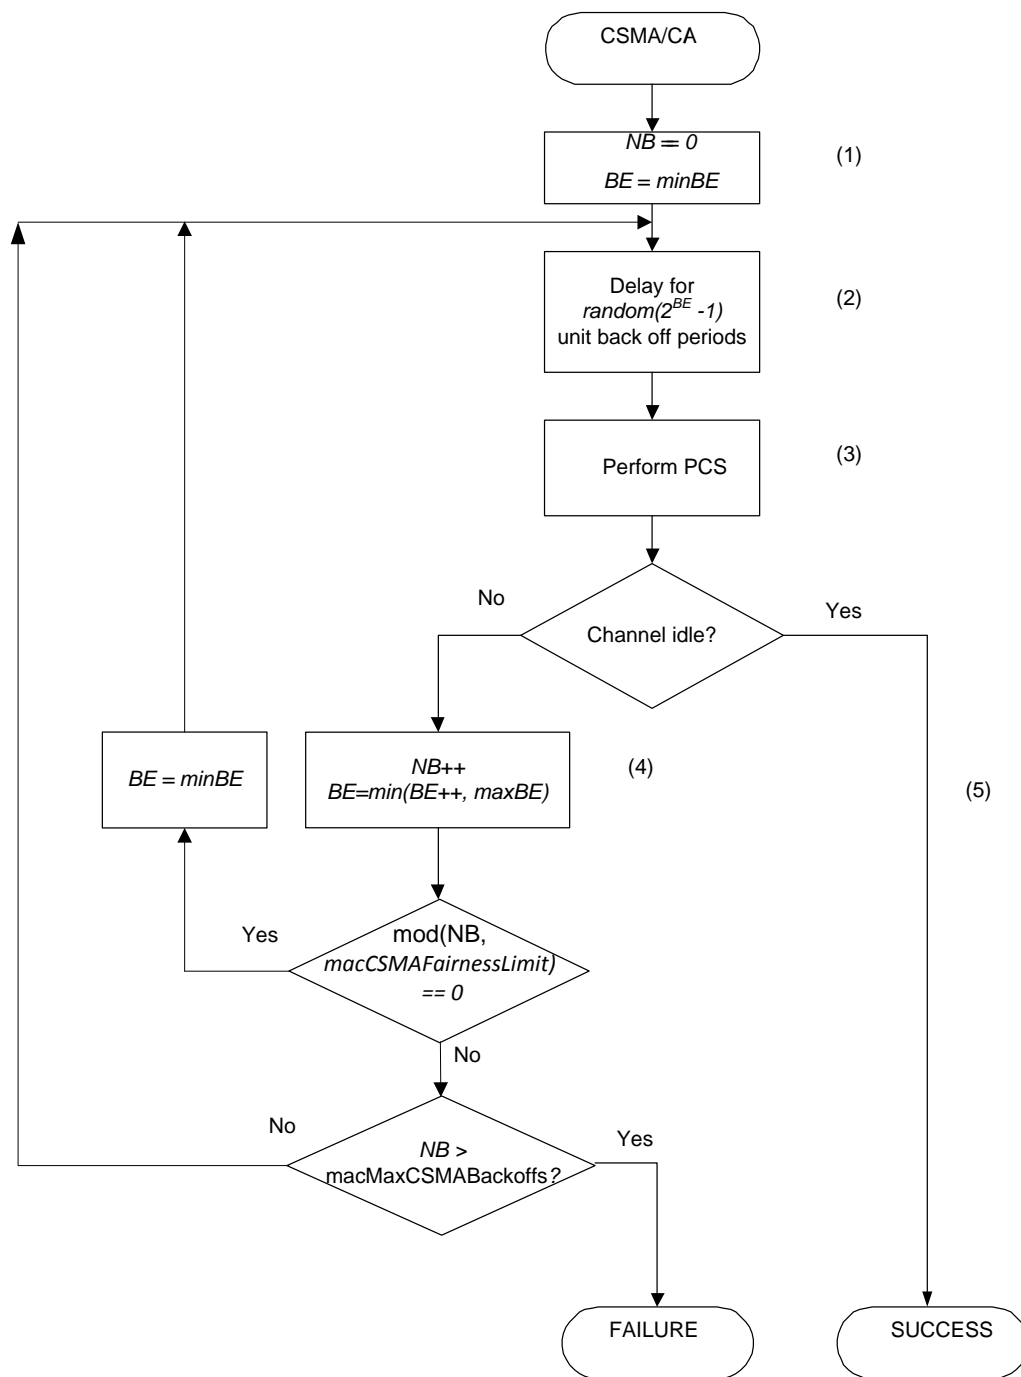 CSMA/CA
NB == 0
BE = minBE
(1)
Delay for
random(2^BE -1)
unit back off periods
(2)
Perform PCS
(3)
Channel idle?
No
Yes
NB++
BE=min(BE++, maxBE)
(4)
BE = minBE
(5)
mod(NB,
macCSMAFairnessLimit)
== 0
Yes
No
NB >
macMaxCSMABackoffs?
No
Yes
FAILURE
SUCCESS